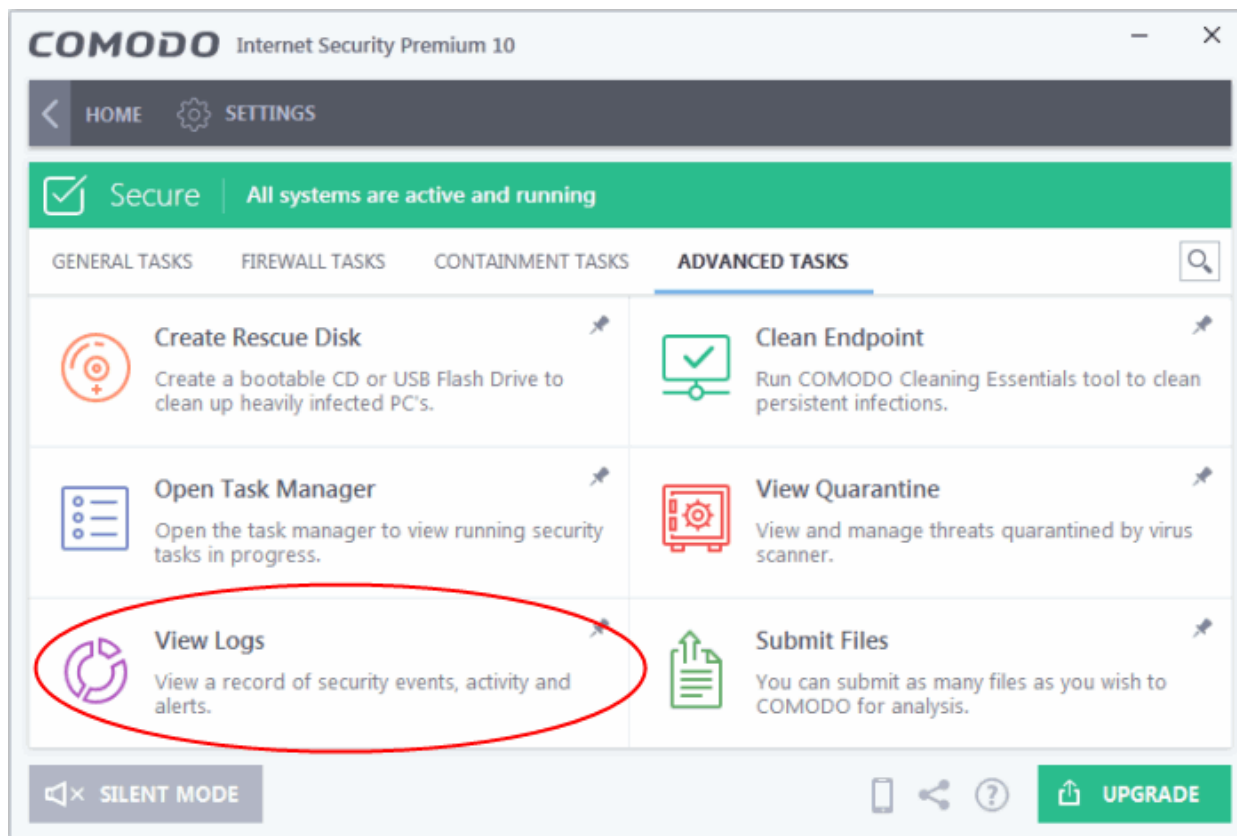 COMODO Internet Security Premium 10
HOME SETTINGS
Secure All systems are active and running
GENERAL TASKS FIREWALL TASKS CONTAINMENT TASKS ADVANCED TASKS
Create Rescue Disk
Create a bootable CD or USB Flash Drive to
clean up heavily infected PC's.
Clean Endpoint
Run COMODO Cleaning Essentials tool to clean
persistent infections.
Open Task Manager
Open the task manager to view running security
tasks in progress.
View Quarantine
View and manage threats quarantined by virus
scanner.
View Logs
View a record of security events, activity and
alerts.
Submit Files
You can submit as many files as you wish to
COMODO for analysis.
SILENT MODE
UPGRADE